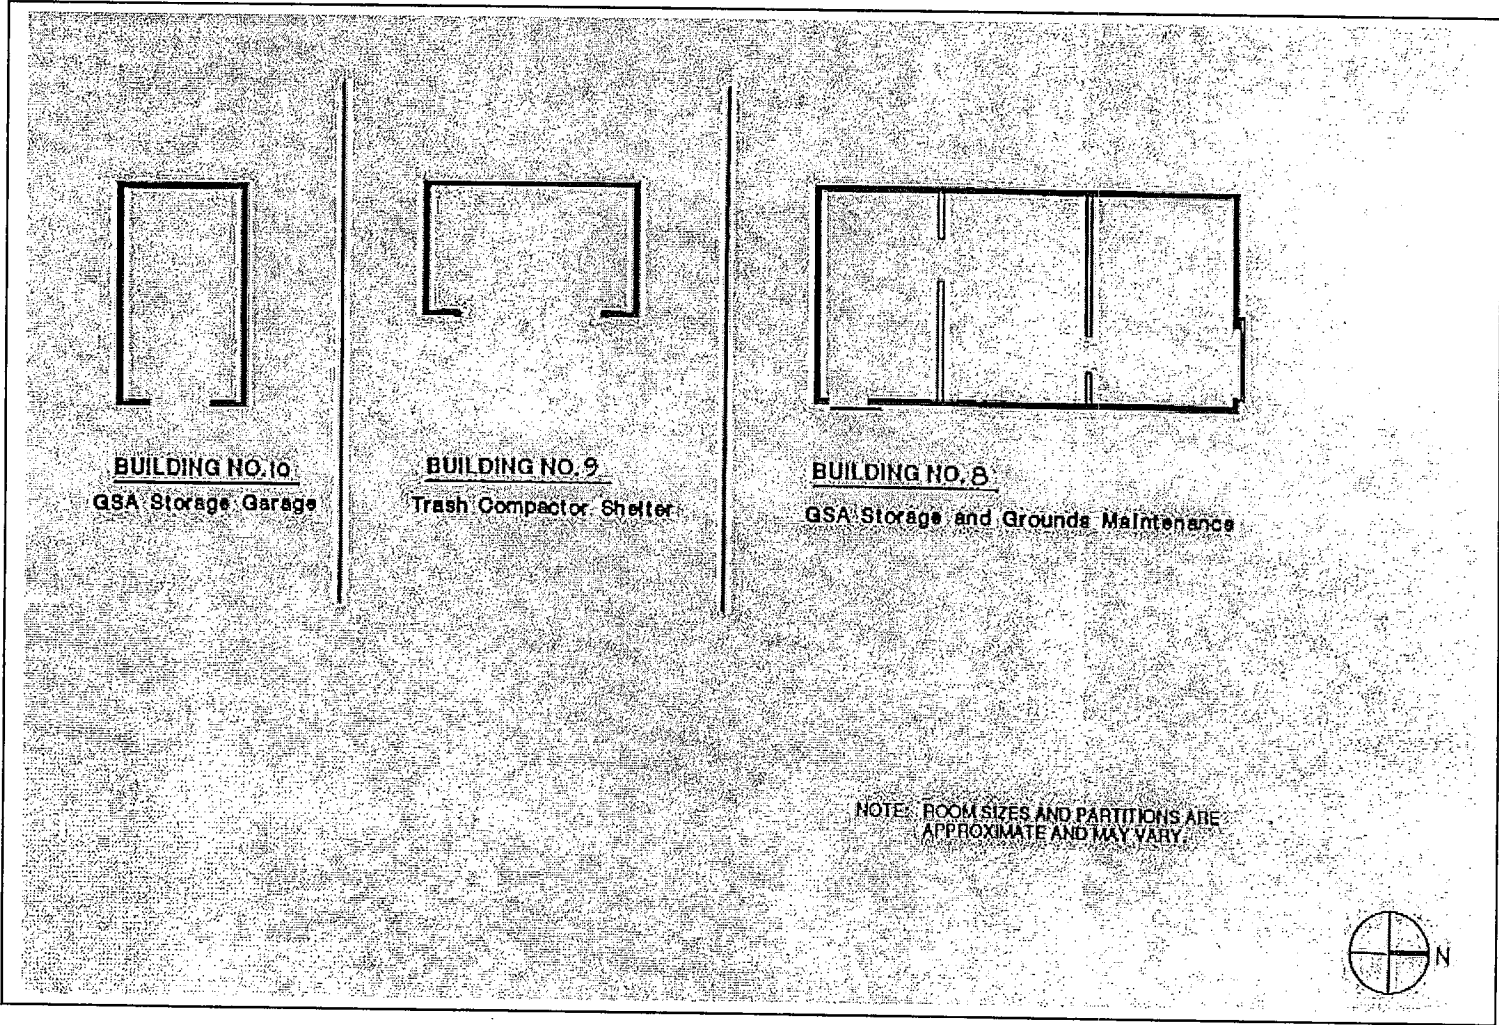 BUILDING NO.10
GSA Storage Garage
BUILDING NO.9
Trash Compactor Shelter
BUILDING NO.8
GSA Storage and Grounds Maintenance
NOTE: ROOM SIZES AND PARTITIONS ARE
APPROXIMATE AND MAY VARY.
N